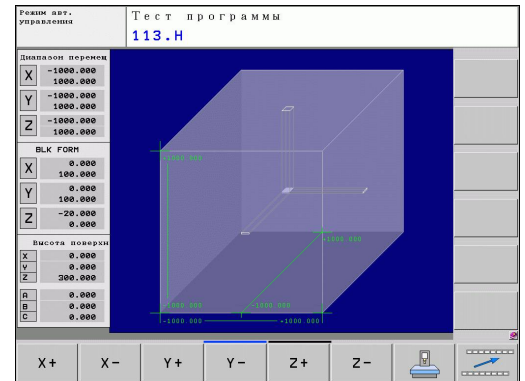 Режим авт.
управления
Тест программы
113.H
Диапазон перемещ
X -1000.000
1000.000
Y -1000.000
1000.000
Z -1000.000
1000.000
BLK FORM
X 0.000
100.000
Y 0.000
100.000
Z -20.000
0.000
Высота поверхн
X 0.000
Y 0.000
Z 300.000
A 0.000
B 0.000
C 0.000
+1000.000
+1000.000
-1000.000
-1000.000
-1000.000
+1000.000
X+ X- Y+ Y- Z+ Z-